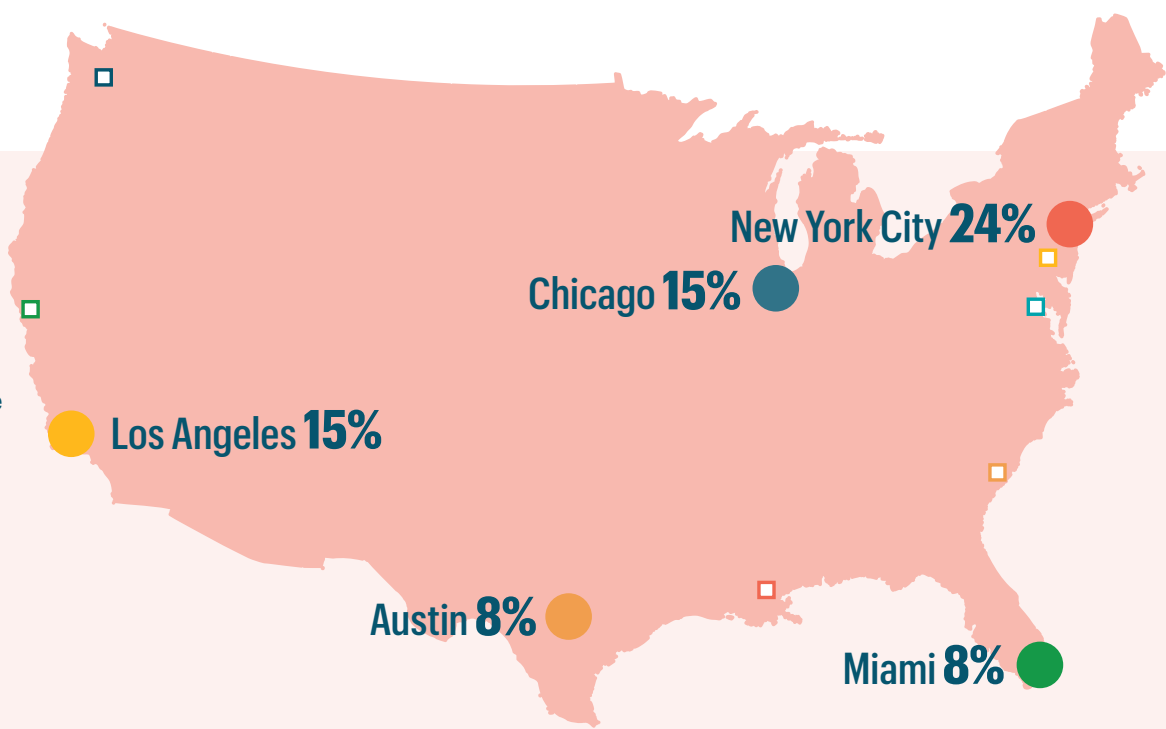 New York City 24%
Chicago 15%
Los Angeles 15%
Austin 8%
Miami 8%